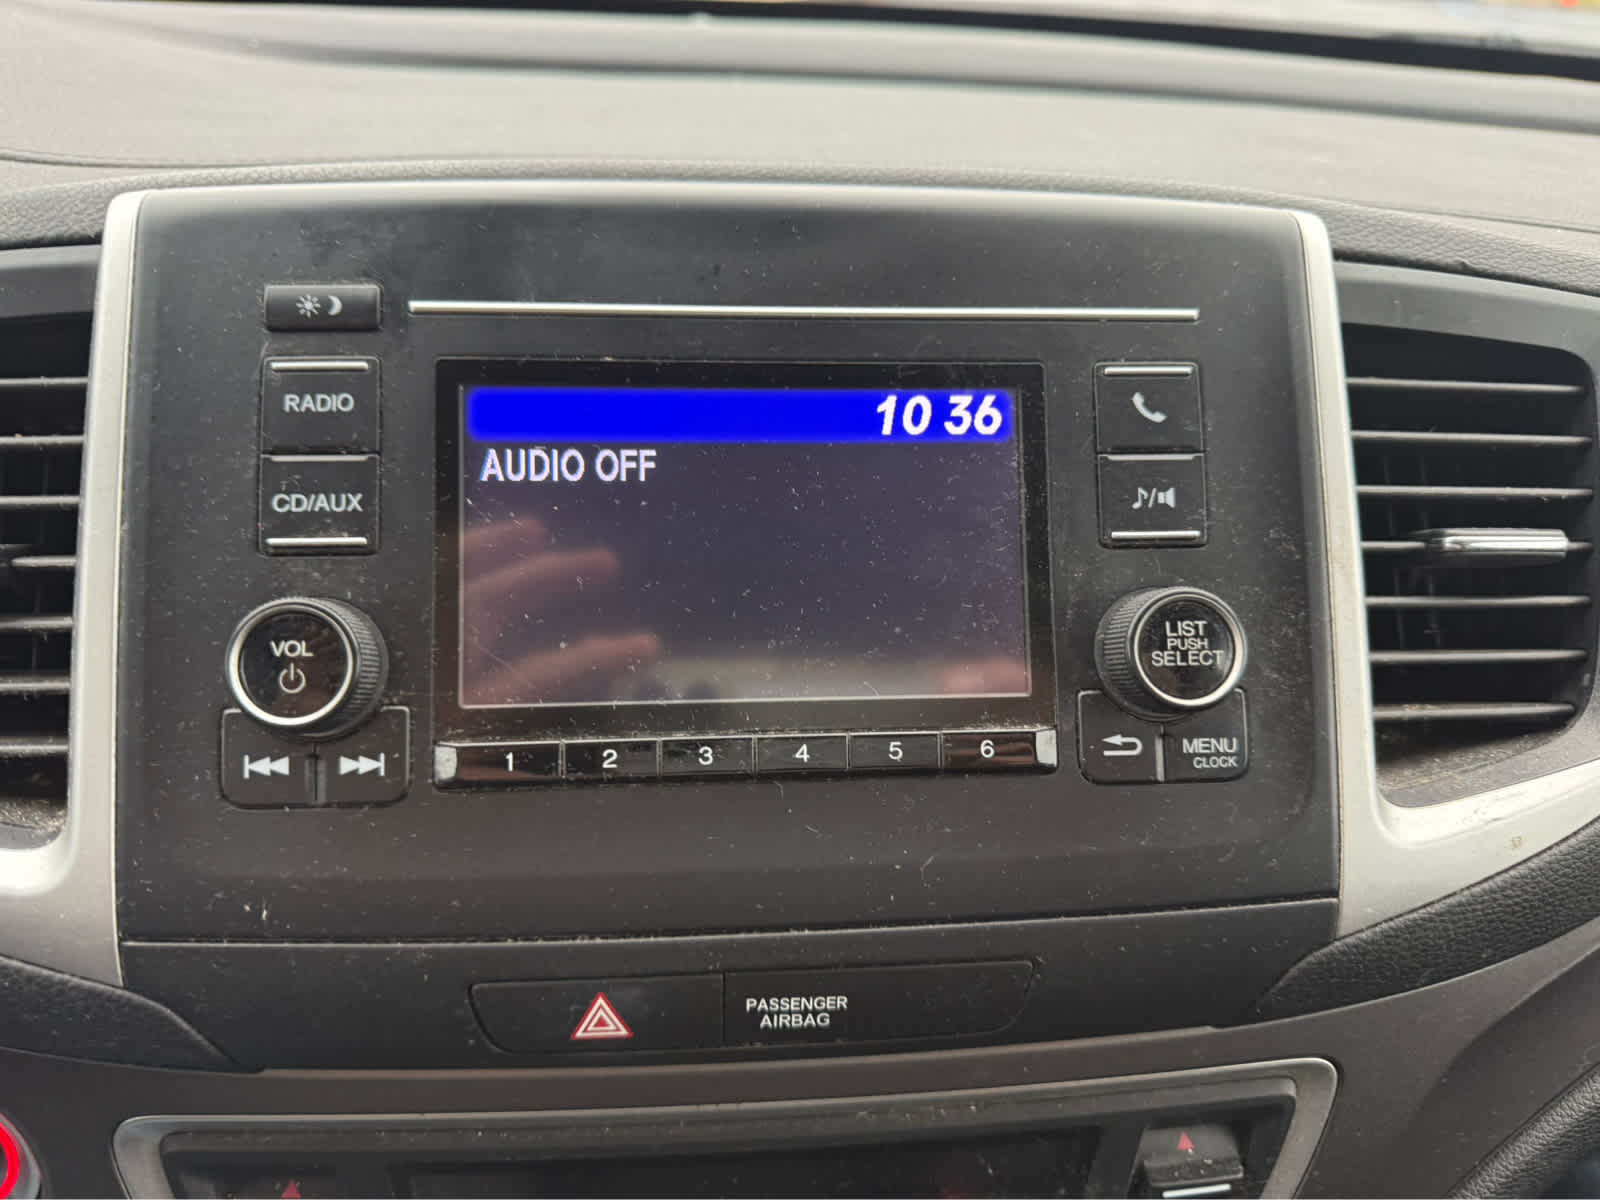 RADIO
CD/AUX
VOL
10 36
AUDIO OFF
1 2 3 4 5 6
LIST
PUSH
SELECT
MENU
CLOCK
PASSENGER
AIRBAG